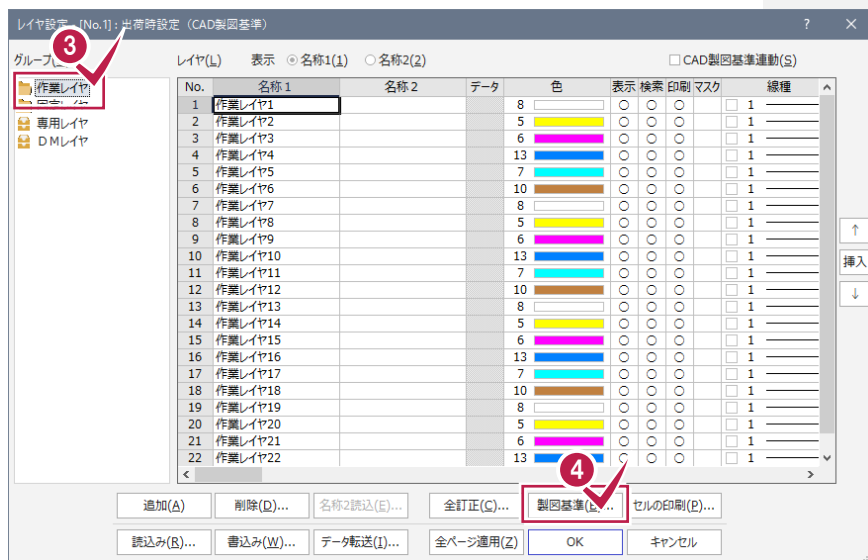 レイヤ設定 - [No.1] : 出荷時設定（CAD製図基準） ?
3
グループ
レイヤ(L) 表示 名称1(1) 名称2(2) CAD製図基準連動(S)
作業レイヤ
専用レイヤ
ＤＭレイヤ
No. 名称１ 名称２ データ 色 表示 検索 印刷 マスク 線種
1 作業レイヤ1 8 ○ ○ ○ 1
2 作業レイヤ2 5 ○ ○ ○ 1
3 作業レイヤ3 6 ○ ○ ○ 1
4 作業レイヤ4 13 ○ ○ ○ 1
5 作業レイヤ5 7 ○ ○ ○ 1
6 作業レイヤ6 10 ○ ○ ○ 1
7 作業レイヤ7 8 ○ ○ ○ 1
8 作業レイヤ8 5 ○ ○ ○ 1
9 作業レイヤ9 6 ○ ○ ○ 1
10 作業レイヤ10 13 ○ ○ ○ 1
11 作業レイヤ11 7 ○ ○ ○ 1
12 作業レイヤ12 10 ○ ○ ○ 1
13 作業レイヤ13 8 ○ ○ ○ 1
14 作業レイヤ14 5 ○ ○ ○ 1
15 作業レイヤ15 6 ○ ○ ○ 1
16 作業レイヤ16 13 ○ ○ ○ 1
17 作業レイヤ17 7 ○ ○ ○ 1
18 作業レイヤ18 10 ○ ○ ○ 1
19 作業レイヤ19 8 ○ ○ ○ 1
20 作業レイヤ20 5 ○ ○ ○ 1
21 作業レイヤ21 6 ○ ○ ○ 1
22 作業レイヤ22 13 ○ ○ ○ 1
↑
挿入
↓
4
追加(A) 削除(D)... 名称2読込(E)... 全訂正(C)... 製図基準 セルの印刷(P)...
読込み(R)... 書込み(W)... データ転送(I)... 全ページ適用(Z) OK キャンセル